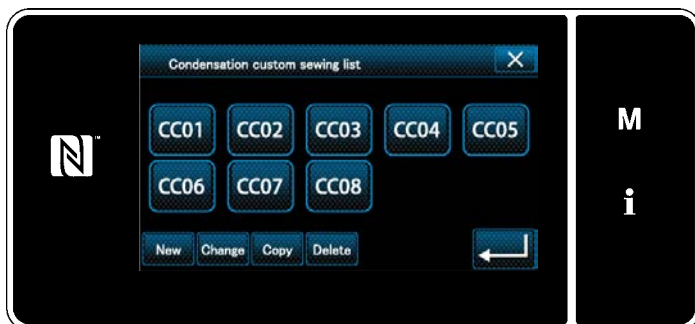 Condensation custom sewing list
CC01 CC02 CC03 CC04 CC05
M
CC06 CC07 CC08
i
New Change Copy Delete